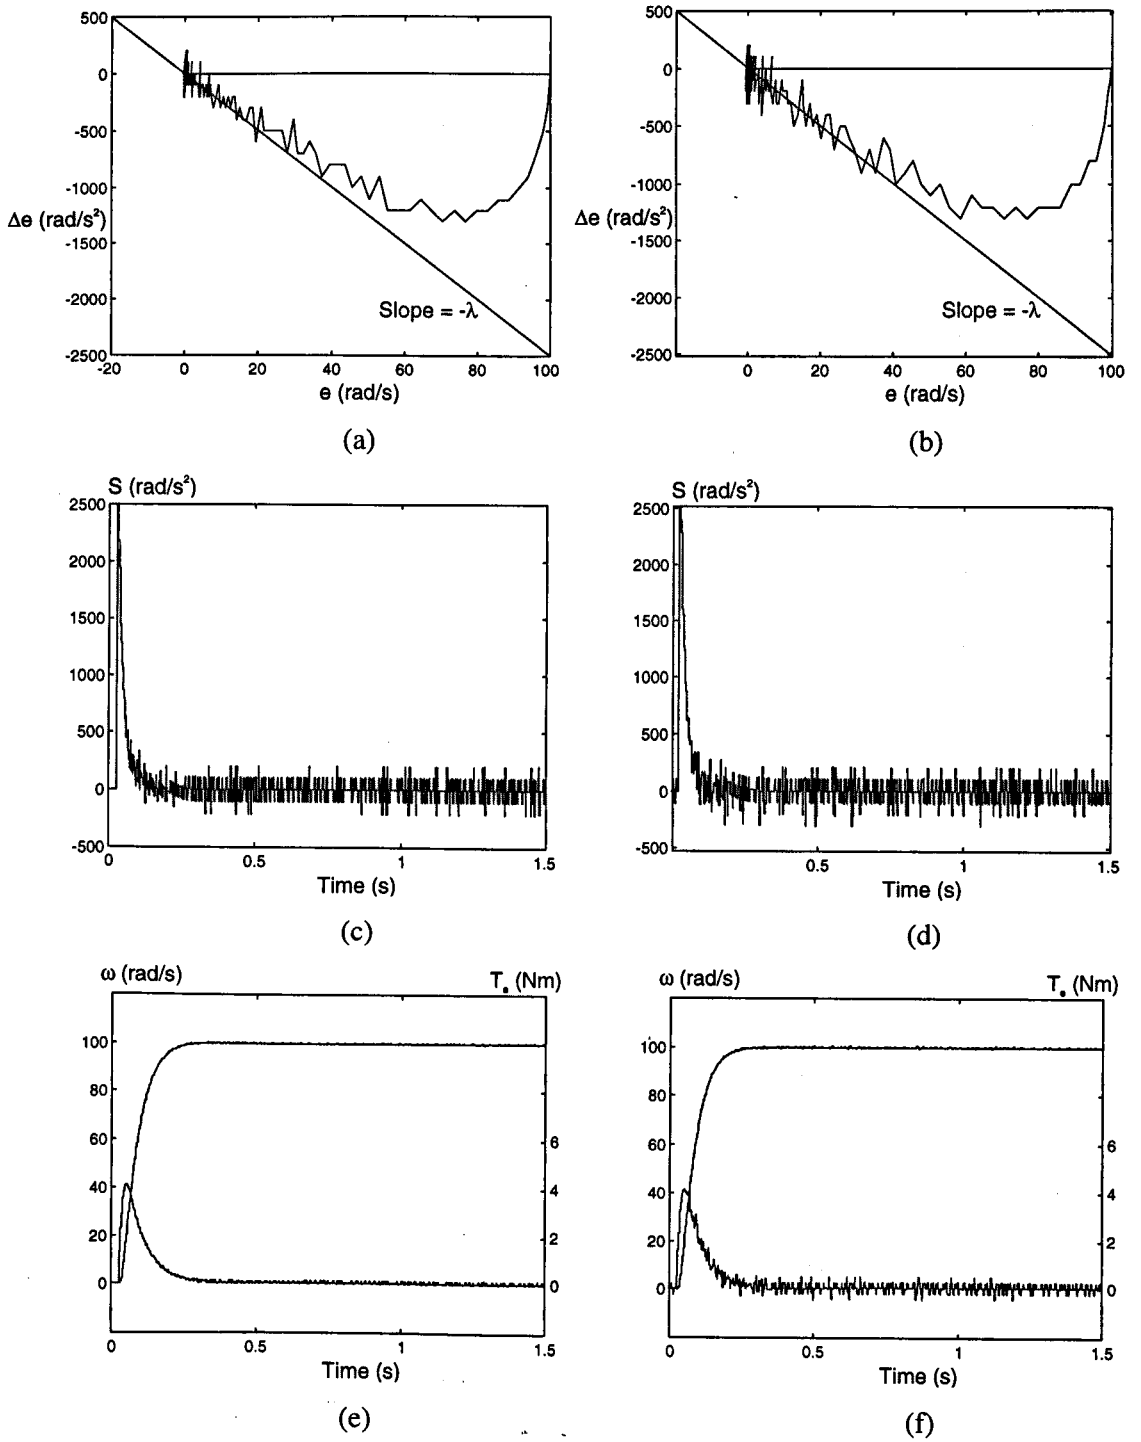 500
0
-500
-1000
Δe (rad/s²)
-1500
-2000
-2500
Slope = -λ
-20 0 20 40 60 80 100
e (rad/s)
(a)
500
0
-500
-1000
Δe (rad/s²)
-1500
-2000
-2500
Slope = -λ
0 20 40 60 80 100
e (rad/s)
(b)
S (rad/s²)
2500
2000
1500
1000
500
0
-500
0 0.5 1 1.5
Time (s)
(c)
S (rad/s²)
2500
2000
1500
1000
500
0
-500
0.5 1 1.5
Time (s)
(d)
ω (rad/s)
Tₑ (Nm)
100
80
60
40
20
0
6
4
2
0
0 0.5 1 1.5
Time (s)
(e)
ω (rad/s)
Tₑ (Nm)
100
80
60
40
20
0
6
4
2
0
0 0.5 1 1.5
Time (s)
(f)